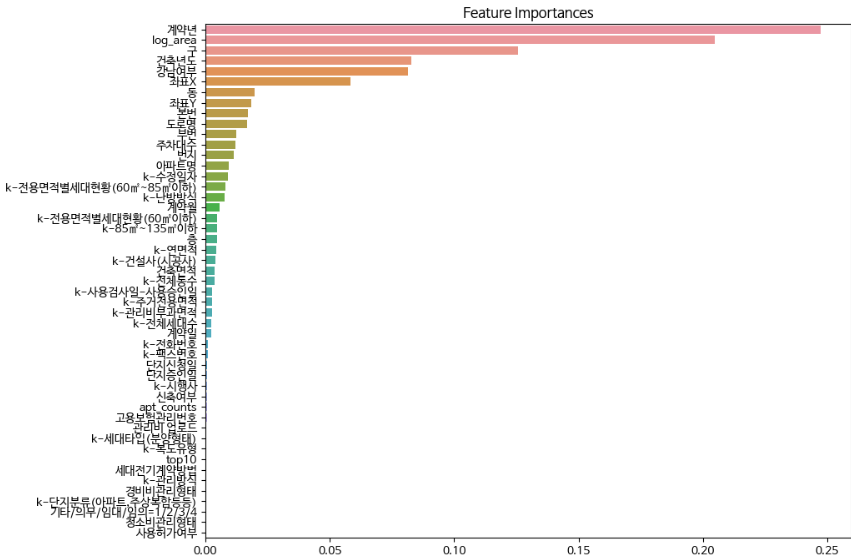 Feature Importances
계약년
log_area
구
건축년도
강남여부
좌표X
동
좌표Y
본번
도로명
부번
주차대수
번지
아파트명
k-수정일자
k-전용면적별세대현황(60㎡~85㎡이하)
k-난방방식
계약월
k-전용면적별세대현황(60㎡이하)
k-85㎡~135㎡이하
층
k-연면적
k-건설사(시공사)
건축면적
k-전체동수
k-사용검사일-사용승인일
k-주거전용면적
k-관리비부과면적
k-전체세대수
계약일
k-전화번호
k-팩스번호
단지신청일
단지승인일
k-시행사
신축여부
apt_counts
고용보험관리번호
관리비 업로드
k-세대타입(분양형태)
k-복도유형
top10
세대전기계약방법
k-관리방식
경비비관리형태
k-단지분류(아파트,주상복합등등)
기타/의무/임대/임의=1/2/3/4
청소비관리형태
사용허가여부
0.00 0.05 0.10 0.15 0.20 0.25